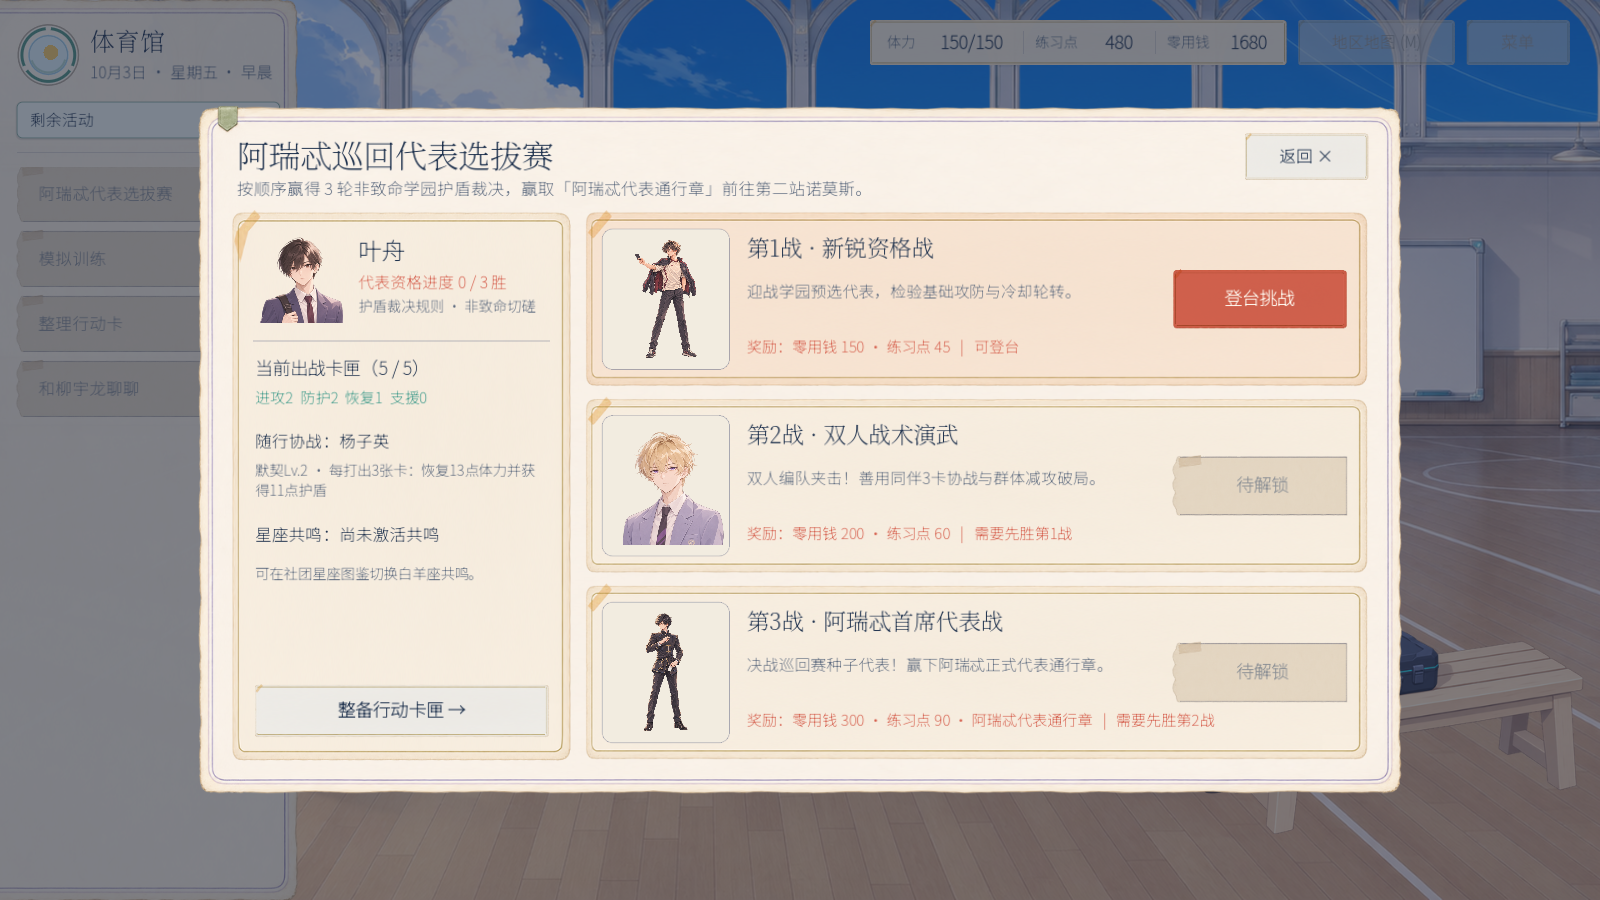 体育馆
10月3日 · 星期五 · 早晨
体力 150/150 练习点 480 零用钱 1680
地区地图(M)
菜单
剩余活动
阿瑞忒代表选拔赛
模拟训练
整理行动卡
和柳宇龙聊聊
阿瑞忒巡回代表选拔赛
按顺序赢得 3 轮非致命学园护盾裁决，赢取「阿瑞忒代表通行章」前往第二站诺莫斯。
返回 ×
叶舟
代表资格进度 0 / 3 胜
护盾裁决规则 · 非致命切磋
当前出战卡匣（5 / 5）
进攻2 防护2 恢复1 支援0
随行协战：杨子英
默契Lv.2 · 每打出3张卡：恢复13点体力并获
得11点护盾
星座共鸣：尚未激活共鸣
可在社团星座图鉴切换白羊座共鸣。
整备行动卡匣 →
第1战 · 新锐资格战
迎战学园预选代表，检验基础攻防与冷却轮转。
奖励：零用钱 150 · 练习点 45 | 可登台
登台挑战
第2战 · 双人战术演武
双人编队夹击！善用同伴3卡协战与群体减攻破局。
奖励：零用钱 200 · 练习点 60 | 需要先胜第1战
待解锁
第3战 · 阿瑞忒首席代表战
决战巡回赛种子代表！赢下阿瑞忒正式代表通行章。
奖励：零用钱 300 · 练习点 90 · 阿瑞忒代表通行章 | 需要先胜第2战
待解锁